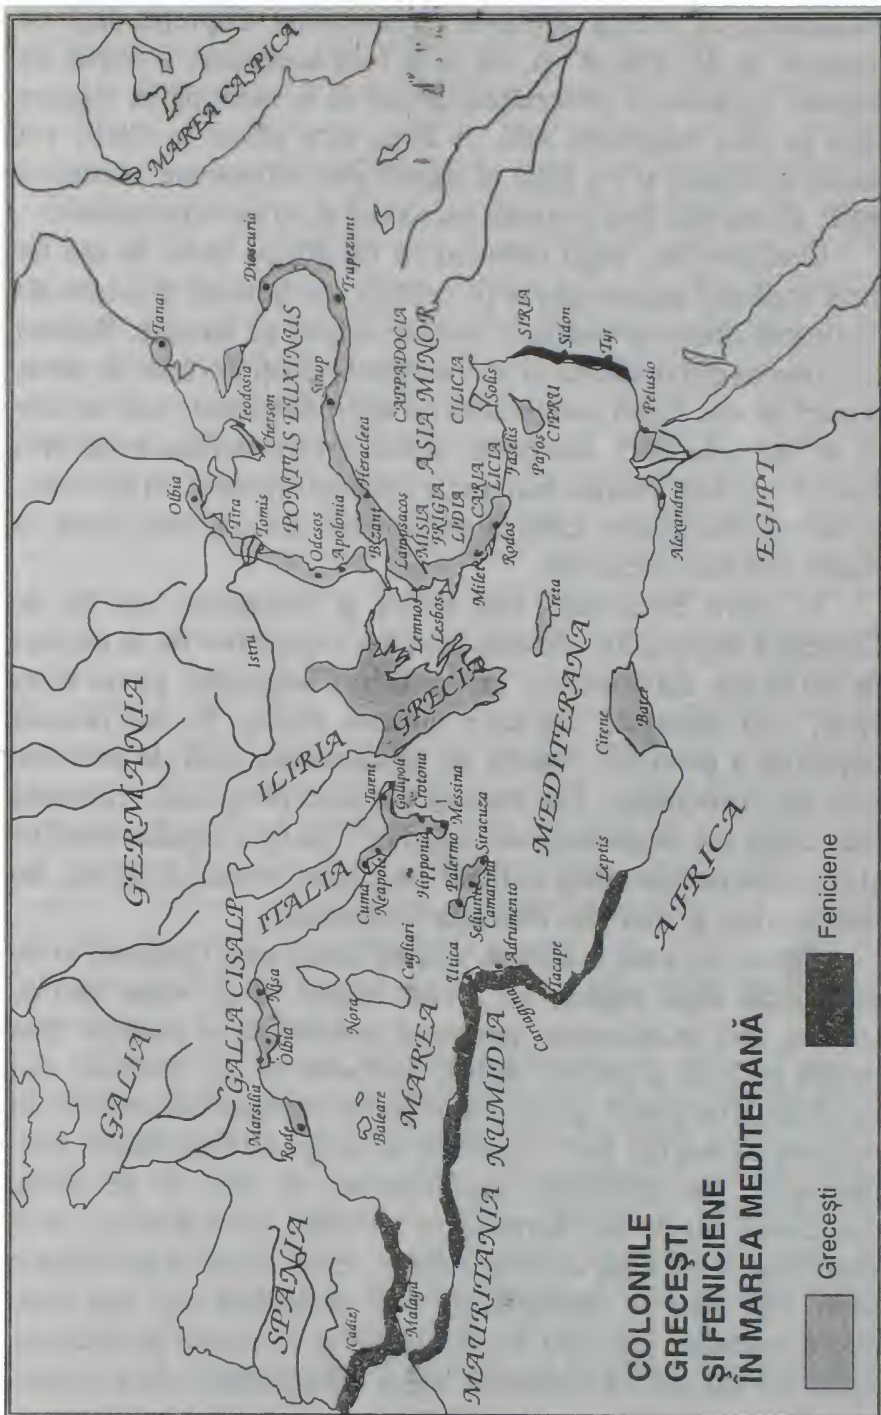 COLONIILE
GRECEȘTI
ȘI FENICIENE
ÎN MAREA MEDITERANĂ
Grecești
Feniciene
MAREA CASPICA
GERMANIA
GALIA
GALIA CISALP
SPANIA
ITALIA
ILIRIA
GRECIA
PONTUS EUXINUS
ASIA MINOR
CAPPADOCIA
CILICIA
SIRIA
CIPRU
MISIA
FRIGIA
LIDIA
CARIA
LICIA
MAREA
MEDITERANA
MAURITANIA
NUMIDIA
AFRICA
EGIPT
Tanai
Dioscuria
Trapezunt
Sinop
Heracleea
Teodosia
Cherson
Olbia
Tira
Tomis
Istru
Odesos
Apolonia
Bizant
Lampsacos
Lemnos
Lesbos
Milet
Rodos
Faselis
Solis
Pafos
Sidon
Tyr
Pelusio
Alexandria
Creta
Cirene
Barca
Leptis
Tarent
Gallipoli
Crotona
Messina
Hipponia
Cuma
Neapolis
Palermo
Siracuza
Seliunte
Camarina
Utica
Adrumento
Cartagina
Tacape
Cagliari
Nora
Nisa
Olbia
Marsilia
Rode
Baleare
(Cadiz)
Malaga